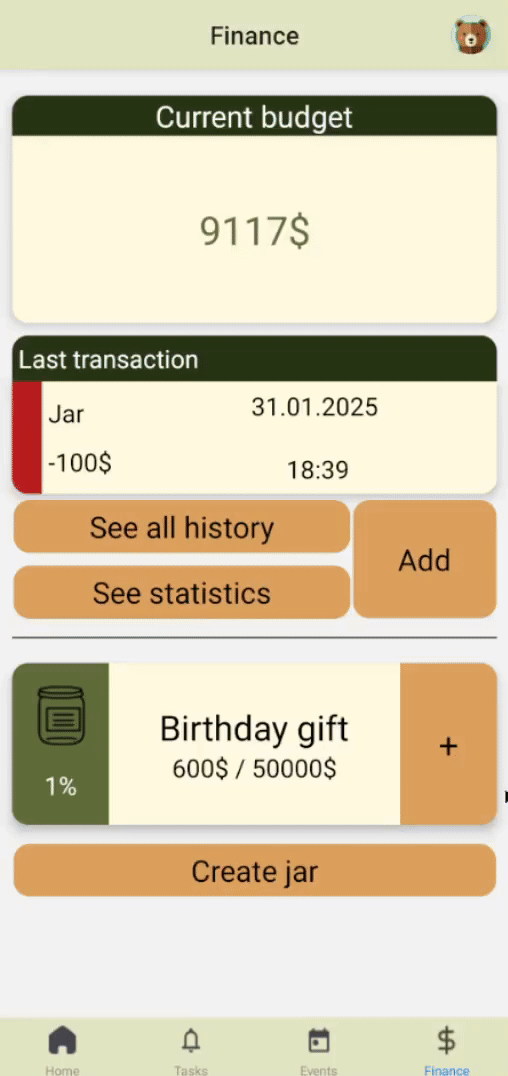 Finance
Current budget
9117$
Last transaction
Jar
31.01.2025
-100$
18:39
See all history
See statistics
Add
Birthday gift
600$ / 50000$
1%
+
Create jar
Home
Tasks
Events
Finance